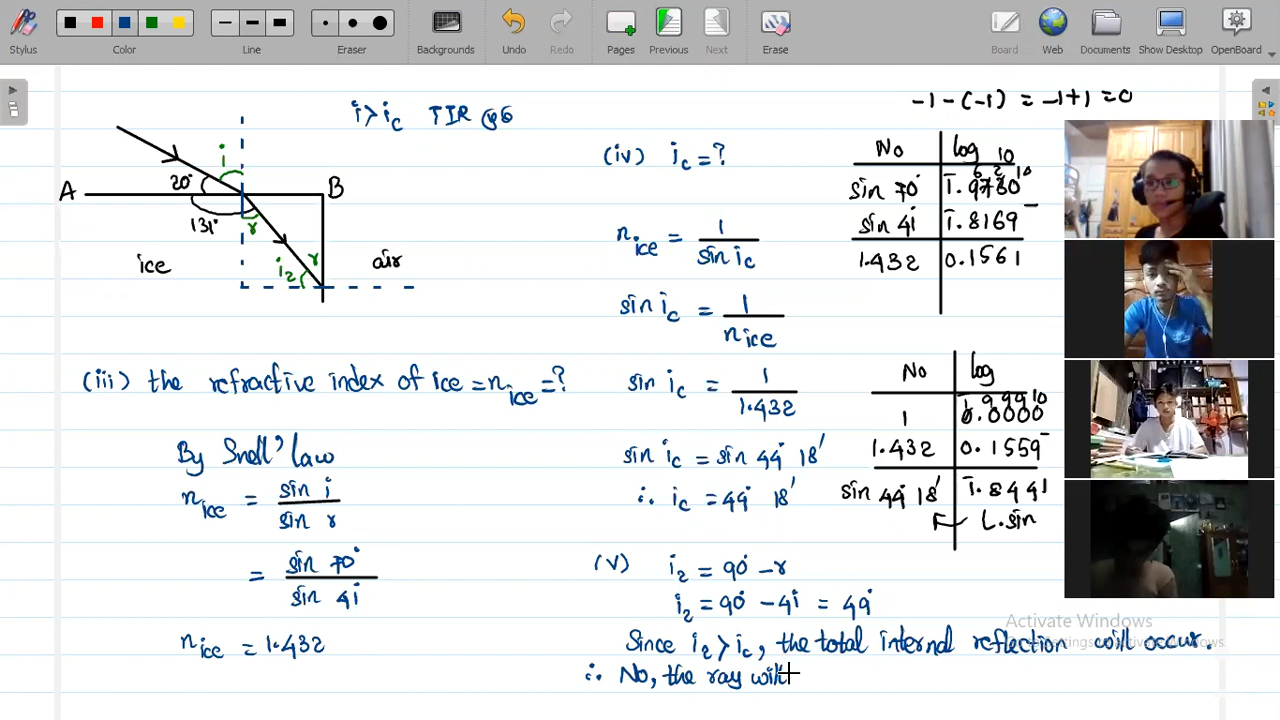 Stylus
Color
Line
Eraser
Backgrounds
Undo
Redo
Pages
Previous
Next
Erase
Board
Web
Documents
Show Desktop
OpenBoard
i > ic TIR
A
20°
i
B
131°
r
r
i₂
ice
air
(iii) the refractive index of ice = nice = ?
By Snell' law
nice = sin i / sin r
= sin 70° / sin 41°
nice = 1.432
(iv) ic = ?
nice = 1 / sin ic
sin ic = 1 / nice
sin ic = 1 / 1.432
sin ic = sin 44° 18'
∴ ic = 44° 18'
(v) i₂ = 90° - r
i₂ = 90° - 41° = 49°
Since i₂ > ic, the total internal reflection will occur.
∴ No, the ray will
-1 - (-1) = -1 + 1 = 0
No log 10
sin 70°
sin 41° 1̄.8169
1.432 0.1561
No log
1 0.0000
1.432 0.1559
sin 44° 18' 1̄.8441
L.sin
Activate Windows